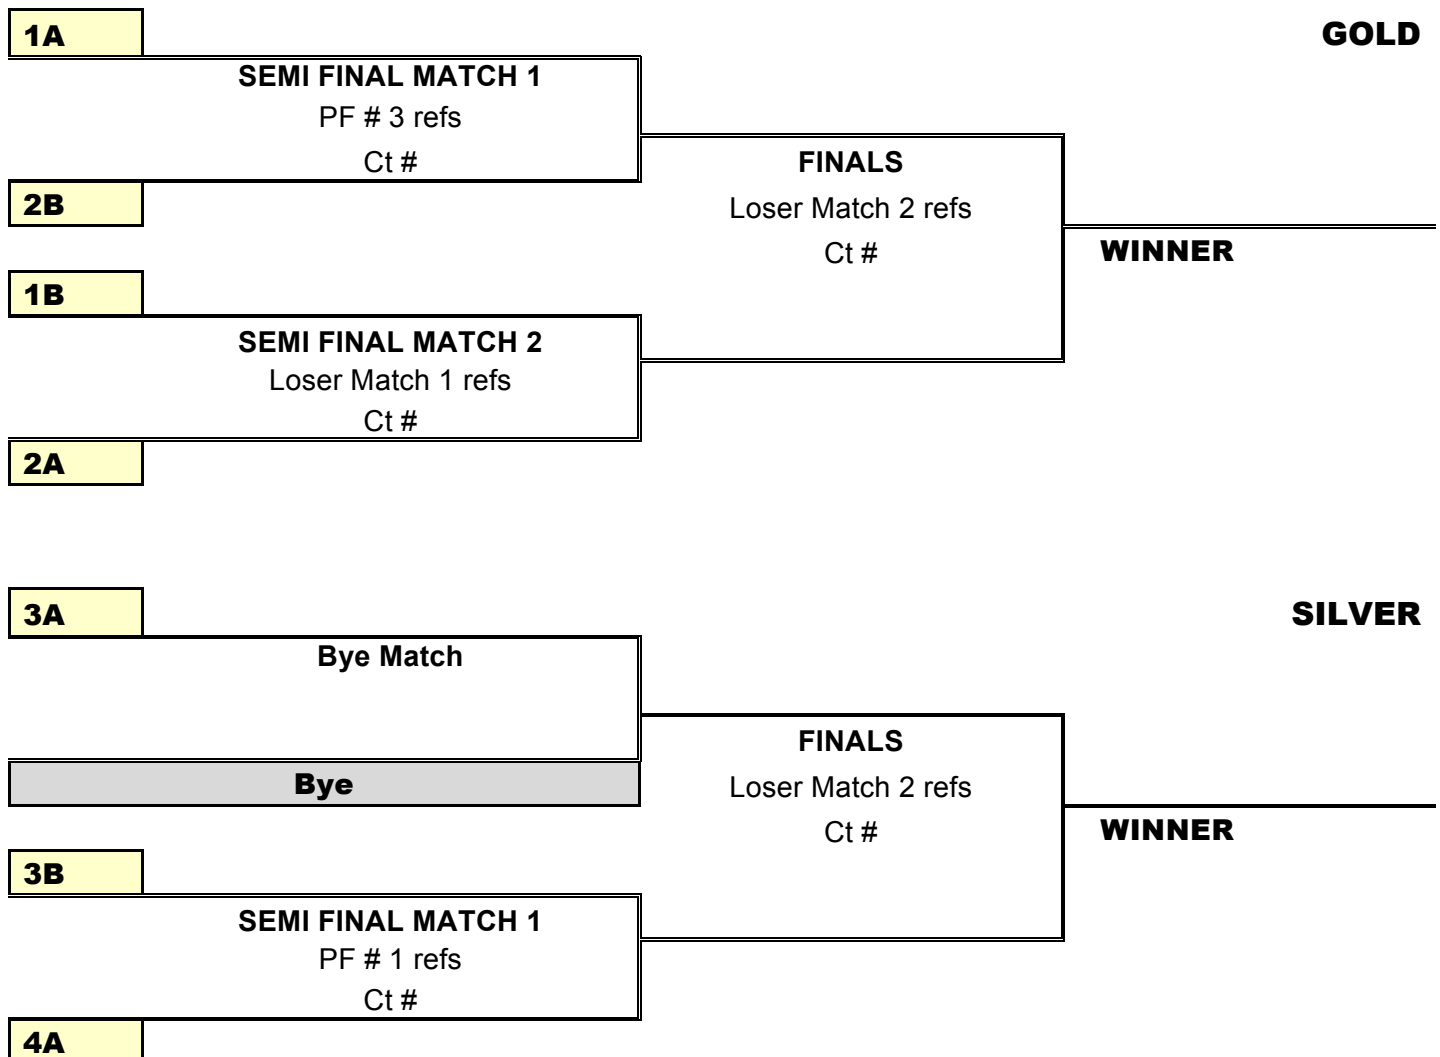 1A
GOLD
SEMI FINAL MATCH 1
PF # 3 refs
Ct #
FINALS
2B
Loser Match 2 refs
Ct #
WINNER
1B
SEMI FINAL MATCH 2
Loser Match 1 refs
Ct #
2A
3A
SILVER
Bye Match
FINALS
Bye
Loser Match 2 refs
Ct #
WINNER
3B
SEMI FINAL MATCH 1
PF # 1 refs
Ct #
4A